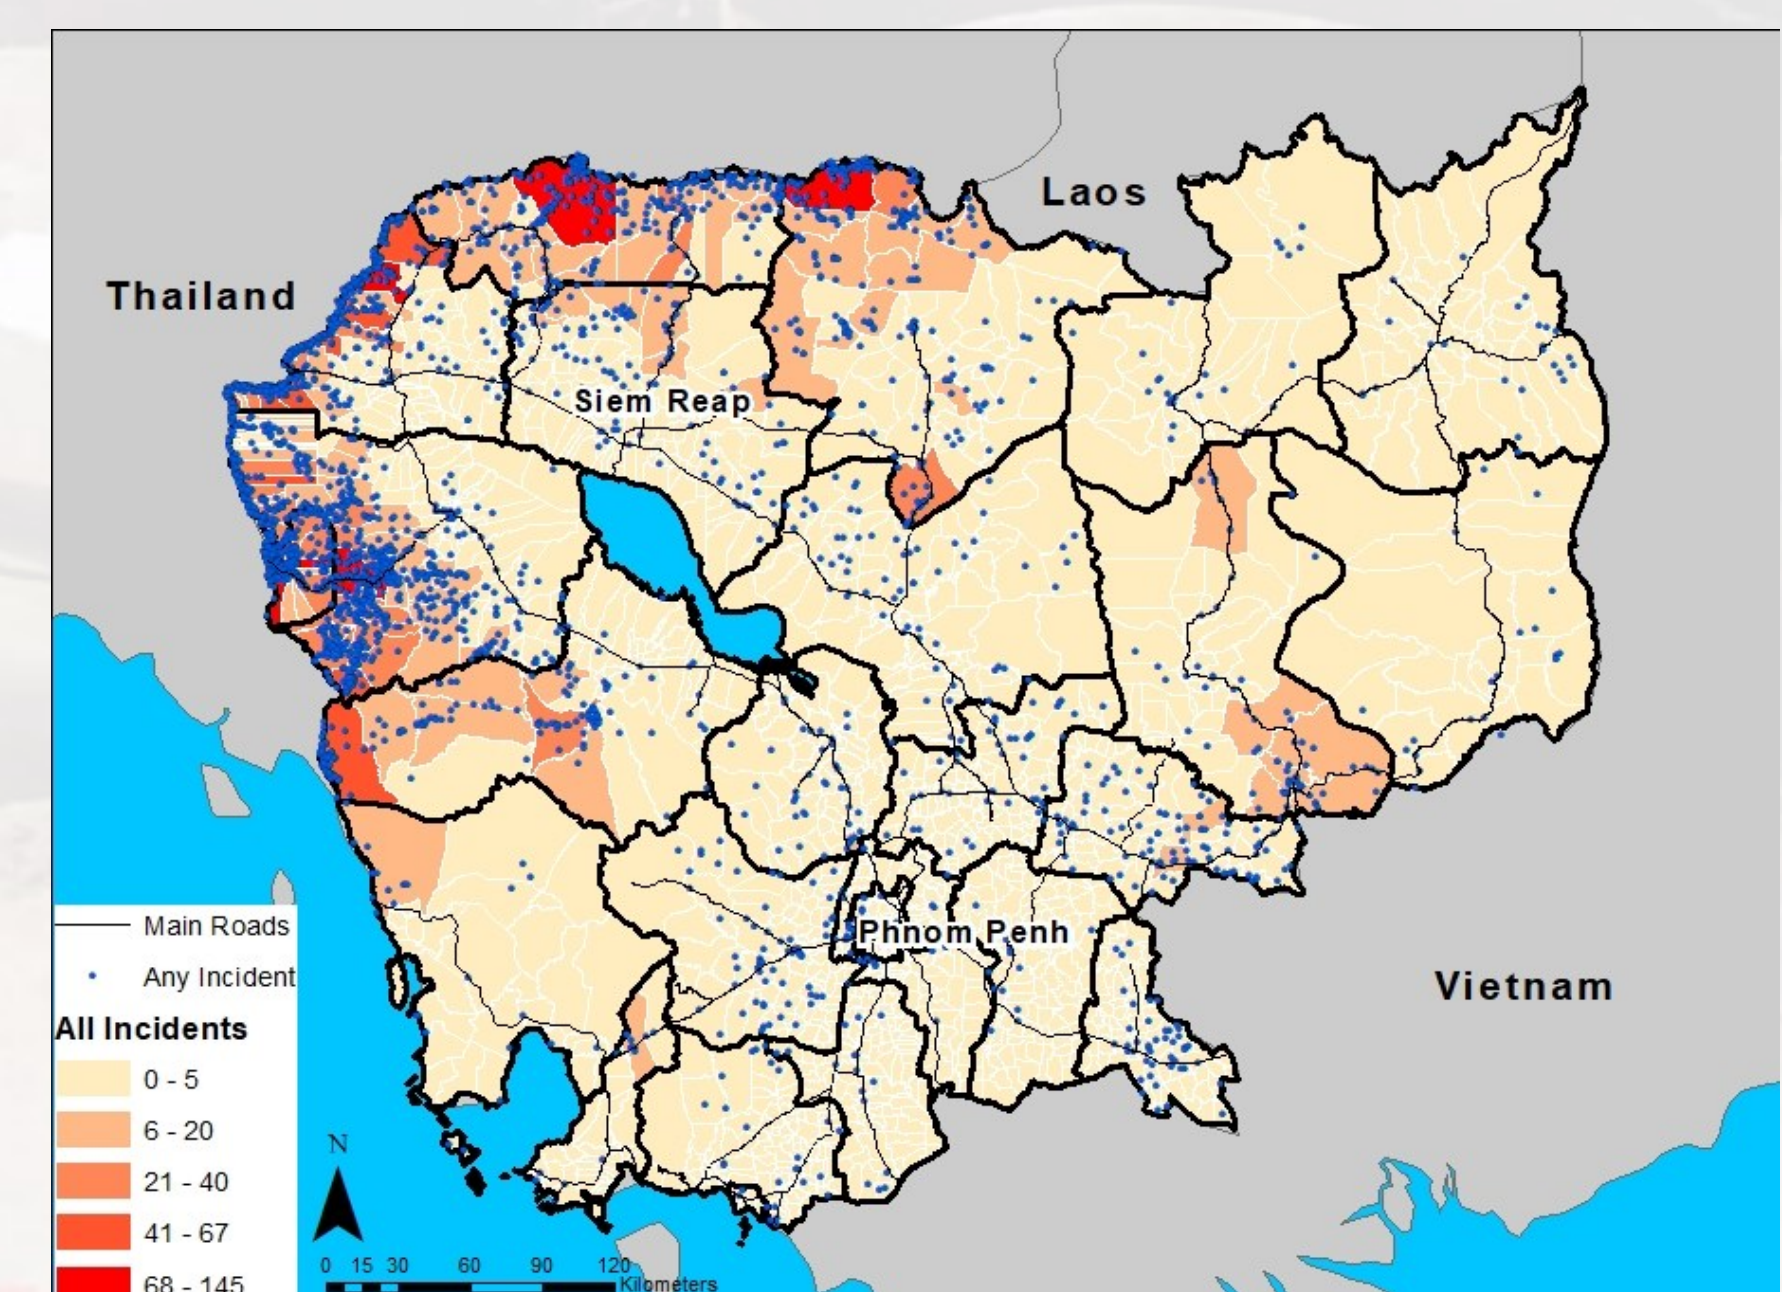 Laos
Thailand
Siem Reap
Phnom Penh
Vietnam
Main Roads
Any Incident
All Incidents
0 - 5
6 - 20
21 - 40
41 - 67
68 - 145
N
0 15 30 60 90 120
Kilometers